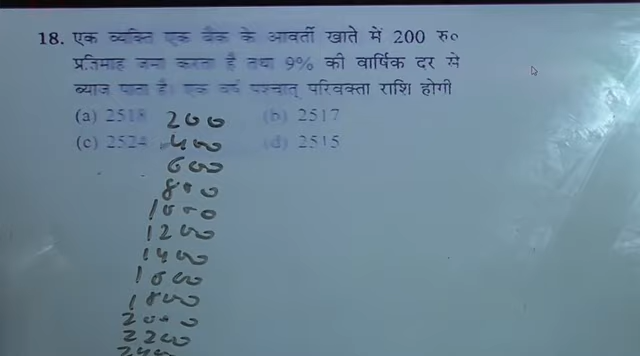 18. एक व्यक्ति एक बैंक के आवर्ती खाते में 200 रु०
प्रतिमाह जमा करता है तथा 9% की वार्षिक दर से
ब्याज पाता है। एक वर्ष पश्चात् परिपक्वता राशि होगी
(a) 2518 (b) 2517
(c) 2524 (d) 2515
200
400
600
800
1000
1200
1400
1600
1800
2000
2200
2400